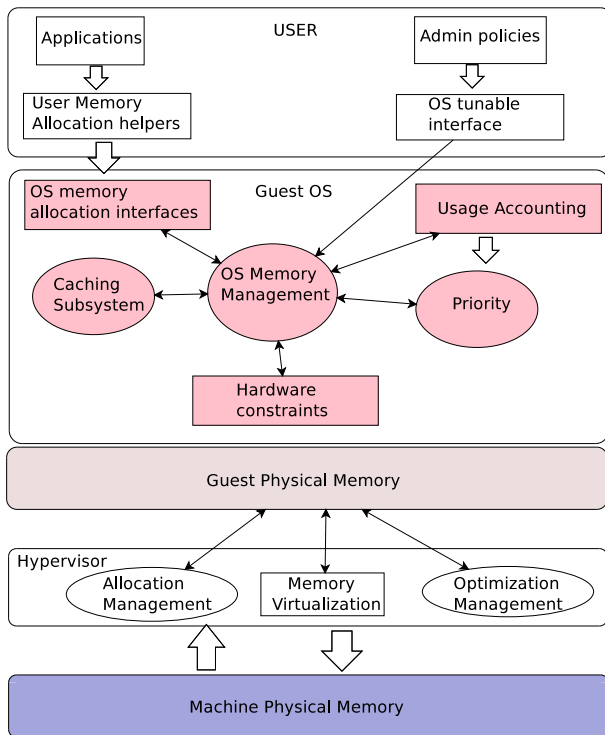 Applications
USER
Admin policies
User Memory
Allocation helpers
OS tunable
interface
OS memory
allocation interfaces
Guest OS
Usage Accounting
Caching
Subsystem
OS Memory
Management
Priority
Hardware
constraints
Guest Physical Memory
Hypervisor
Allocation
Management
Memory
Virtualization
Optimization
Management
Machine Physical Memory